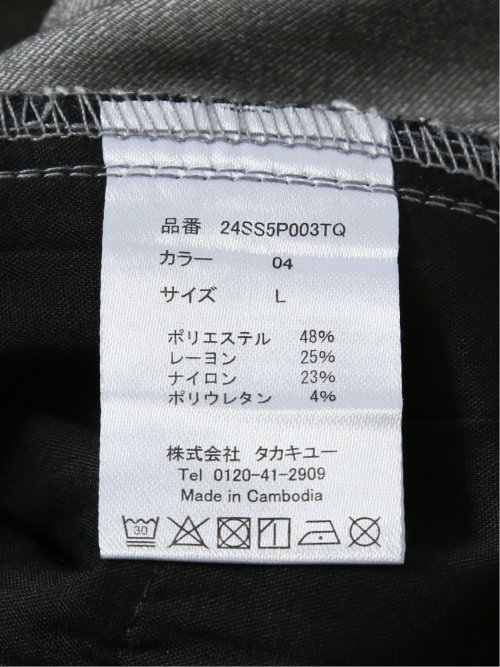 品番 24SS5P003TQ
カラー 04
サイズ L
ポリエステル 48%
レーヨン 25%
ナイロン 23%
ポリウレタン 4%
株式会社 タカキユー
Tel 0120-41-2909
Made in Cambodia
30